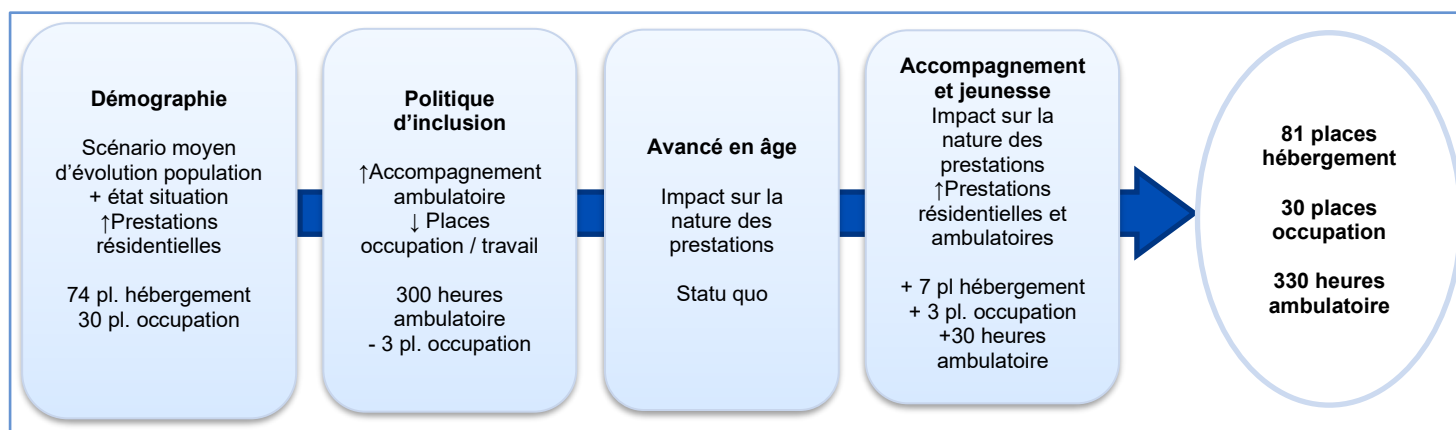 Démographie
Scénario moyen
d'évolution population
+ état situation
↑Prestations
résidentielles
74 pl. hébergement
30 pl. occupation
Politique
d'inclusion
↑Accompagnement
ambulatoire
↓ Places
occupation / travail
300 heures
ambulatoire
- 3 pl. occupation
Avancé en âge
Impact sur la
nature des
prestations
Statu quo
Accompagnement
et jeunesse
Impact sur la
nature des
prestations
↑Prestations
résidentielles et
ambulatoires
+ 7 pl hébergement
+ 3 pl. occupation
+30 heures
ambulatoire
81 places
hébergement
30 places
occupation
330 heures
ambulatoire